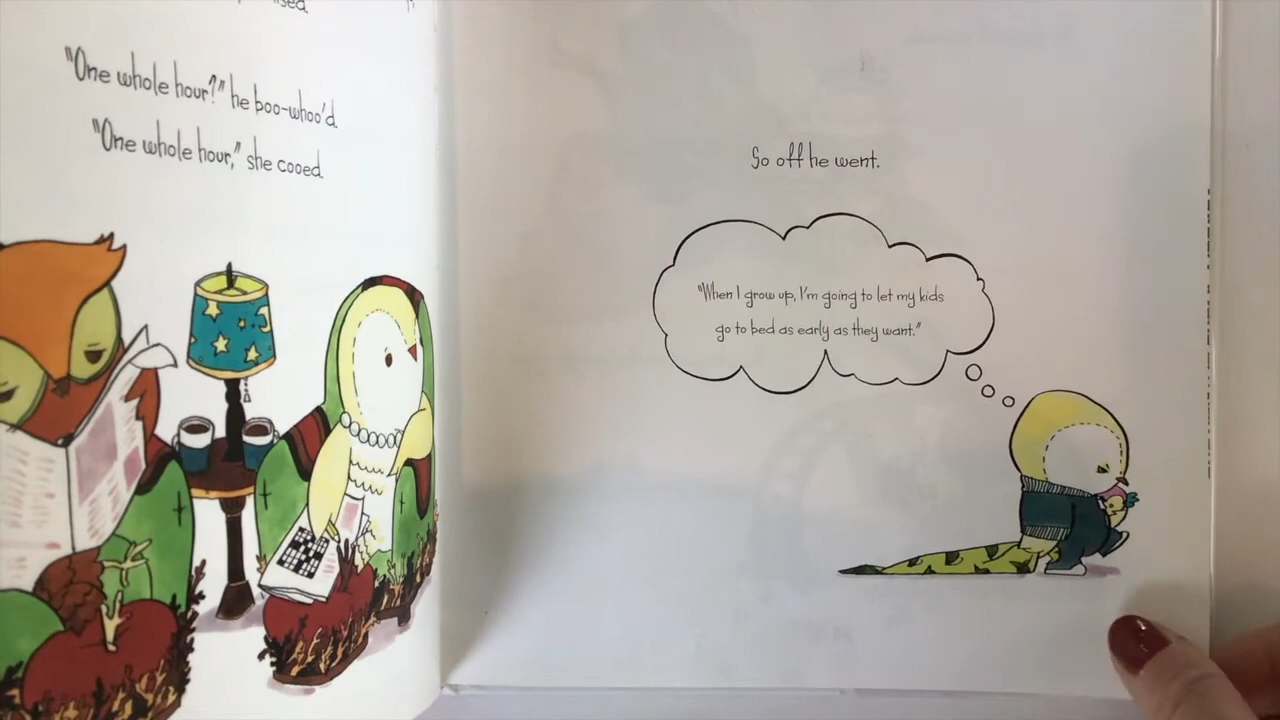 "One whole hour?" he boo-whoo'd.
"One whole hour," she cooed.
So off he went.
"When I grow up, I'm going to let my kids
go to bed as early as they want."